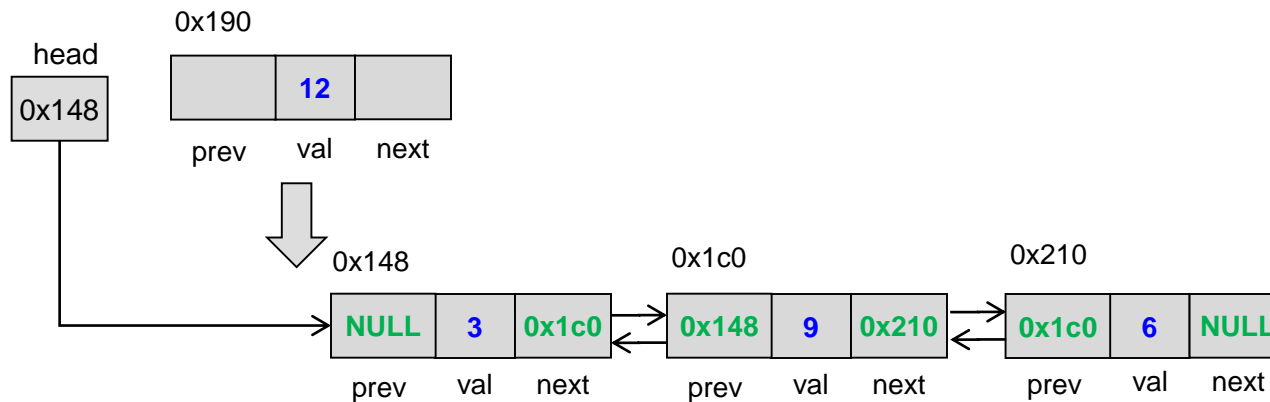 0x190
head
0x148
12
prev val next
0x148 0x1c0 0x210
NULL 3 0x1c0 0x148 9 0x210 0x1c0 6 NULL
prev val next prev val next prev val next